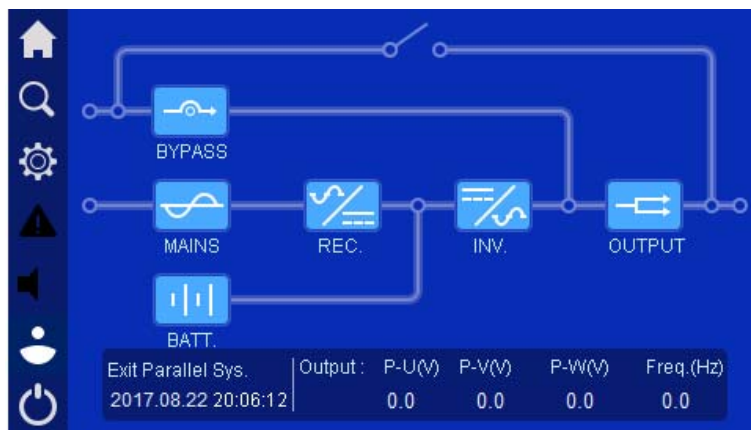 BYPASS
MAINS
REC.
INV.
OUTPUT
BATT.
Exit Parallel Sys.
Output : P-U(V) P-V(V) P-W(V) Freq.(Hz)
2017.08.22 20:06:12 0.0 0.0 0.0 0.0